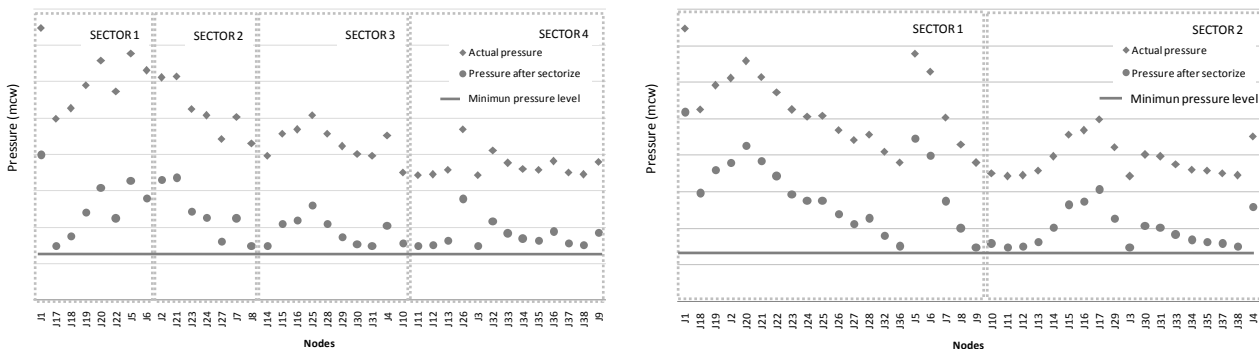 SECTOR 1
SECTOR 2
SECTOR 3
SECTOR 4
Actual pressure
Pressure after sectorize
Minimun pressure level
Pressure (mcw)
J1 J17 J18 J19 J20 J22 J5 J6 J2 J21 J23 J24 J27 J7 J8 J14 J15 J16 J25 J28 J29 J30 J31 J4 J10 J11 J12 J13 J26 J3 J32 J33 J34 J35 J36 J37 J38 J9
Nodes
SECTOR 1
SECTOR 2
Actual pressure
Pressure after sectorize
Minimun pressure level
Pressure (mcw)
J1 J18 J19 J2 J20 J21 J22 J23 J24 J25 J26 J27 J28 J32 J36 J5 J6 J7 J8 J9 J10 J11 J12 J13 J14 J15 J16 J17 J29 J3 J30 J31 J33 J34 J35 J37 J38 J4
Nodes